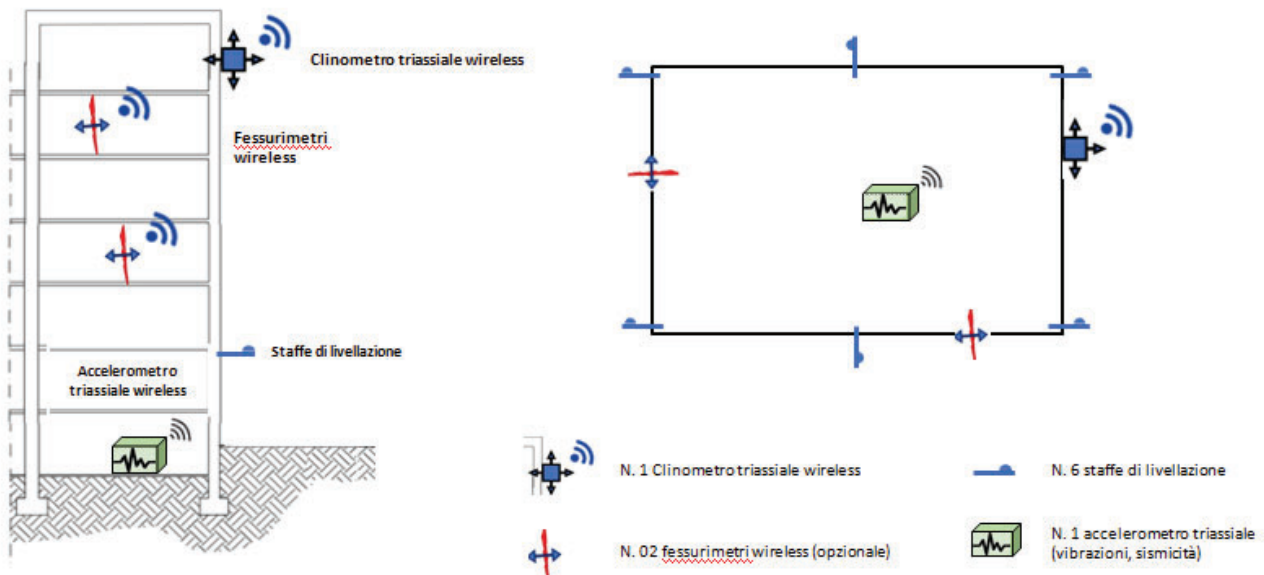 Clinometro triassiale wireless
Fessurimetri
wireless
Staffe di livellazione
Accelerometro
triassiale wireless
N. 1 Clinometro triassiale wireless
N. 6 staffe di livellazione
N. 02 fessurimetri wireless (opzionale)
N. 1 accelerometro triassiale
(vibrazioni, sismicità)